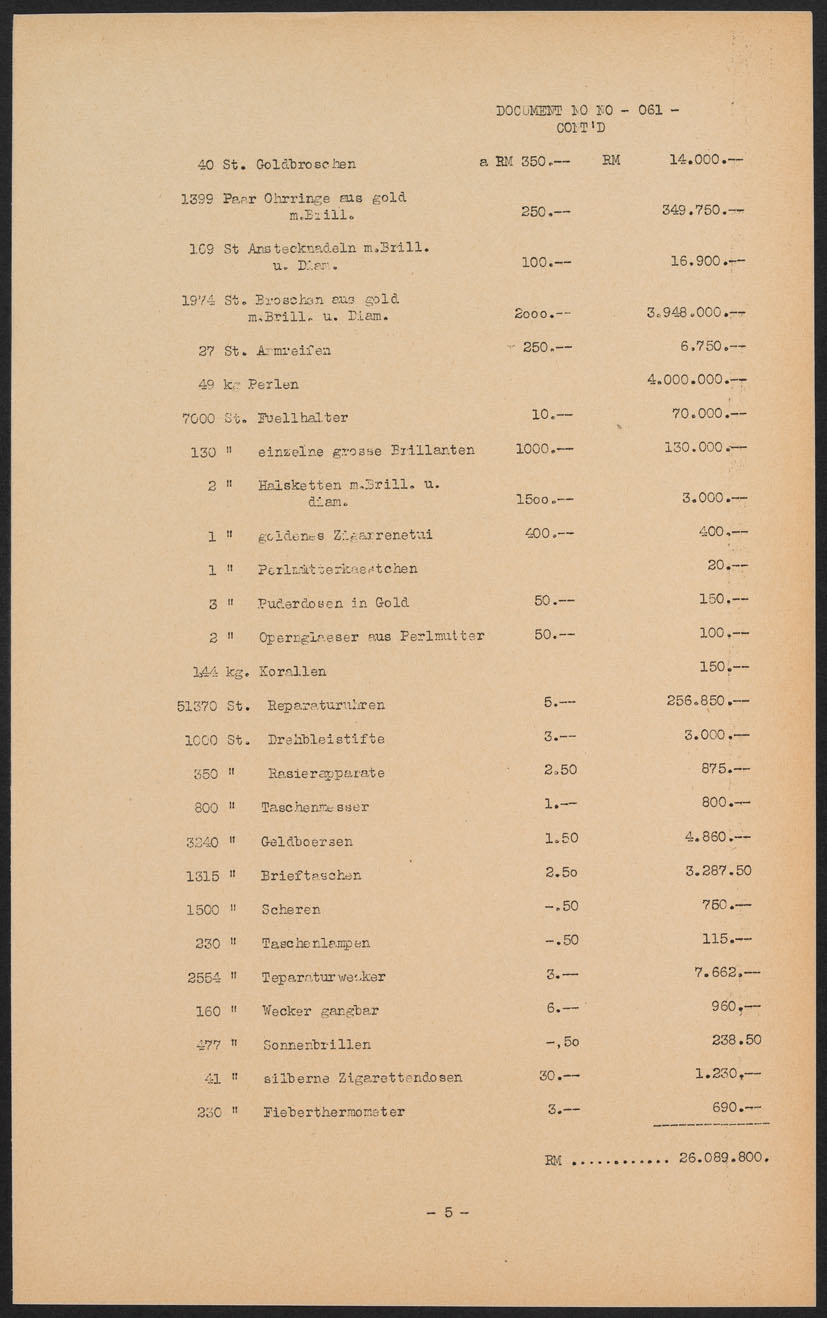 DOCUMENT NO NO - 061 -
CONT'D
40 St. Goldbroschen a RM 350.-- RM 14.000.--
1399 Paar Ohrringe aus gold
m.Brill. 250.-- 349.750.--
169 St Anstecknadeln m.Brill.
u. Diam. 100.-- 16.900.--
1974 St. Broschen aus gold
m.Brill. u. Diam. 2ooo.-- 3.948.000.--
27 St. Armreifen 250.-- 6.750.--
49 kg Perlen 4.000.000.--
7000 St. Fuellhalter 10.-- 70.000.--
130 " einzelne grosse Brillanten 1000.-- 130.000.--
2 " Halsketten m.Brill. u.
diam. 15oo.-- 3.000.--
1 " goldenes Zigarrenetui 400.-- 400.--
1 " Perlmutterkaestchen 20.--
3 " Puderdosen in Gold 50.-- 150.--
2 " Opernglaeser aus Perlmutter 50.-- 100.--
144 kg. Korallen 150.--
51370 St. Reparaturuhren 5.-- 256.850.--
1000 St. Drehbleistifte 3.-- 3.000.--
350 " Rasierapparate 2.50 875.--
800 " Taschenmesser 1.-- 800.--
3240 " Geldboersen 1.50 4.860.--
1315 " Brieftaschen 2.5o 3.287.50
1500 " Scheren -.50 750.--
230 " Taschenlampen -.50 115.--
2554 " Teparaturwecker 3.-- 7.662.--
160 " Wecker gangbar 6.-- 960.--
477 " Sonnenbrillen -,5o 238.50
41 " silberne Zigarettendosen 30.-- 1.230.--
230 " Fieberthermometer 3.-- 690.--
RM ............ 26.089.800.
- 5 -